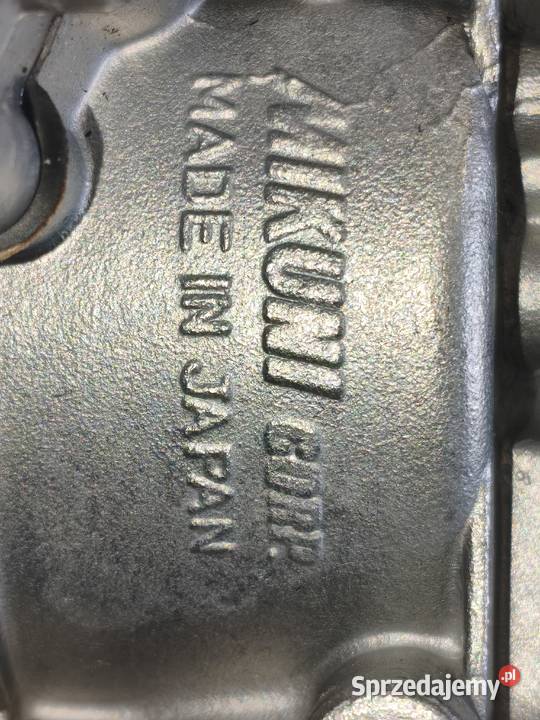 MIKUNI CORP.
MADE IN JAPAN
Sprzedajemy.pl